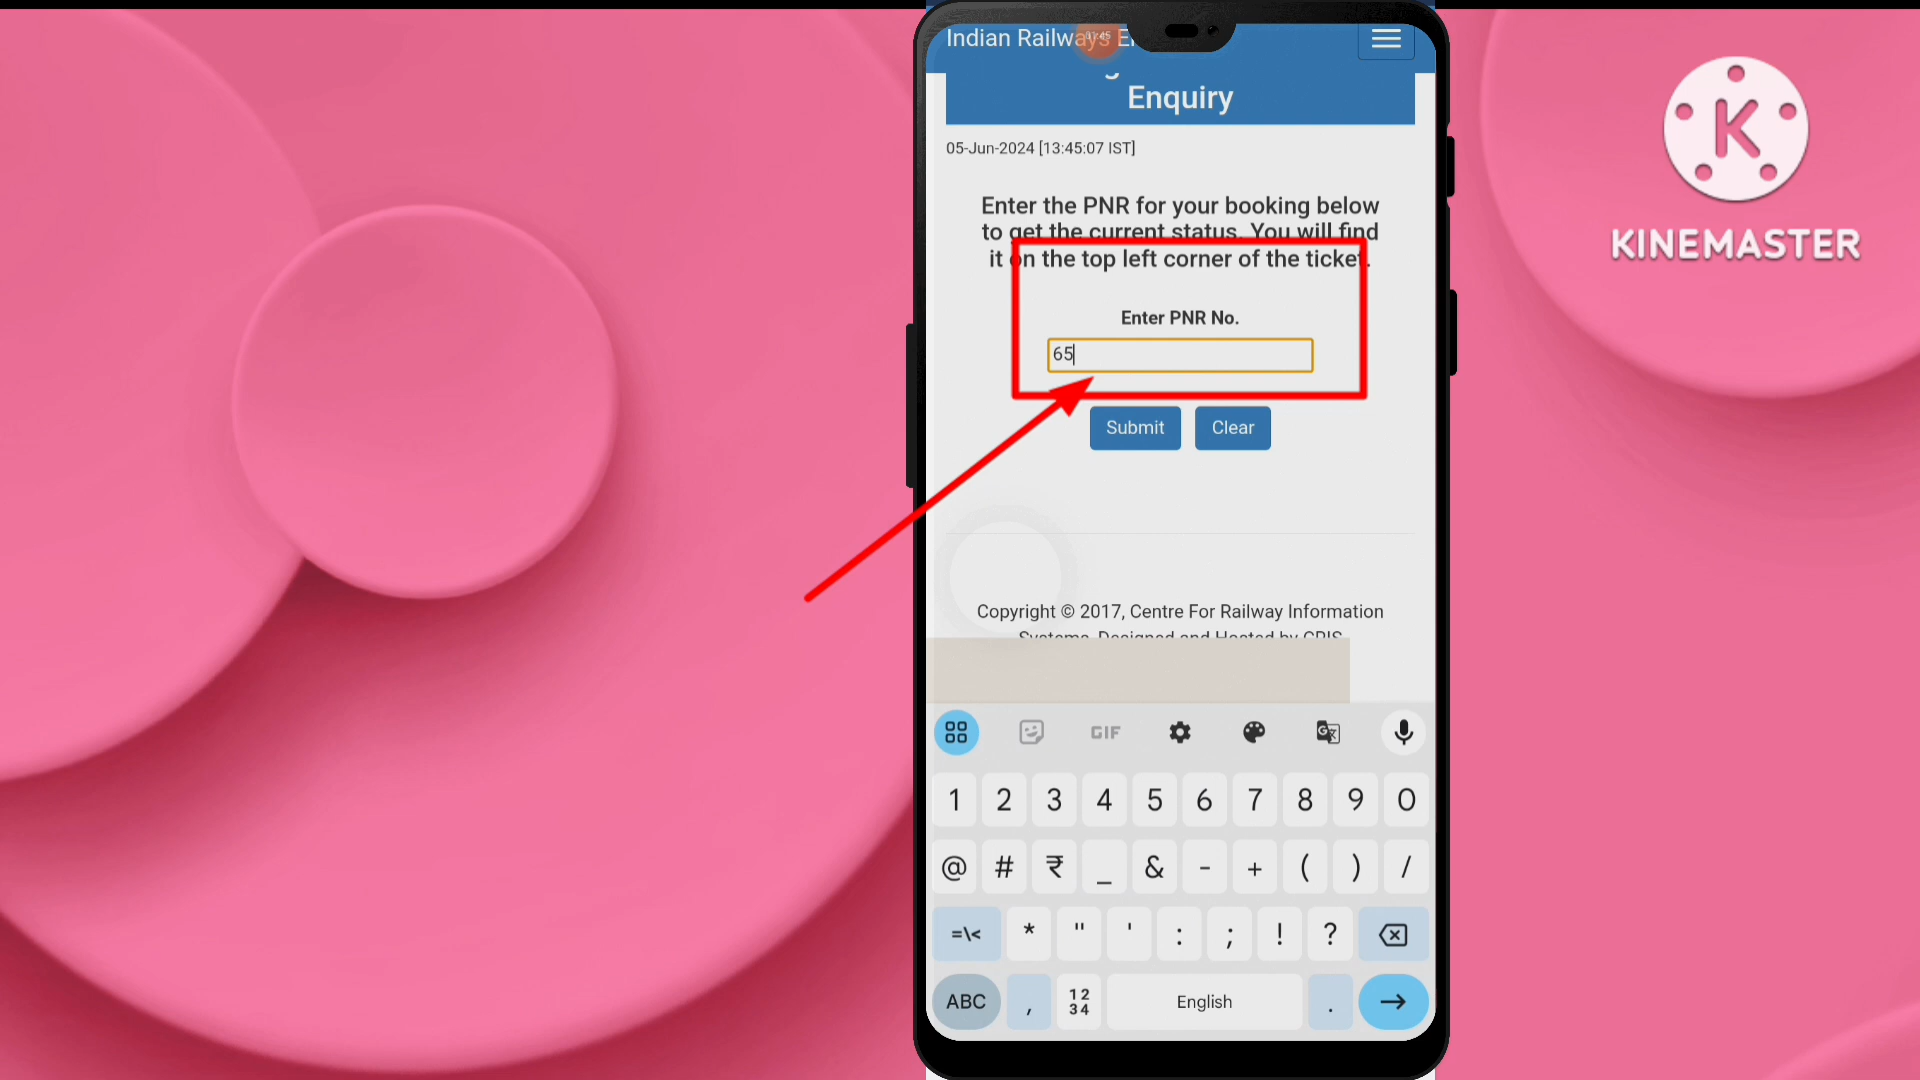 Indian Railways E
Enquiry
05-Jun-2024 [13:45:07 IST]
Enter the PNR for your booking below
to get the current status. You will find
it on the top left corner of the ticket.
Enter PNR No.
65
Submit Clear
Copyright © 2017, Centre For Railway Information
Systems, Designed and Hosted by CRIS
GIF
1 2 3 4 5 6 7 8 9 0
@ # ₹ _ & - + ( ) /
=\< * " ' : ; ! ?
ABC , 12 34 English .
K
KINEMASTER